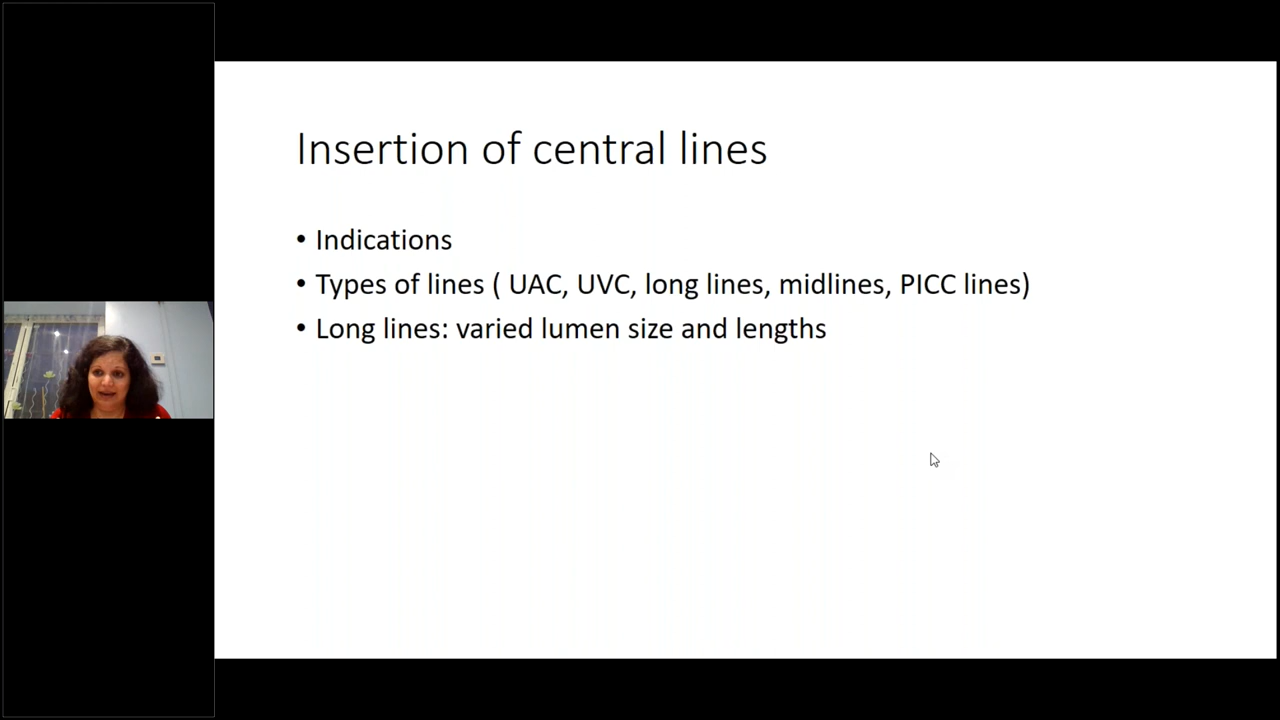 Insertion of central lines
• Indications
• Types of lines ( UAC, UVC, long lines, midlines, PICC lines)
• Long lines: varied lumen size and lengths